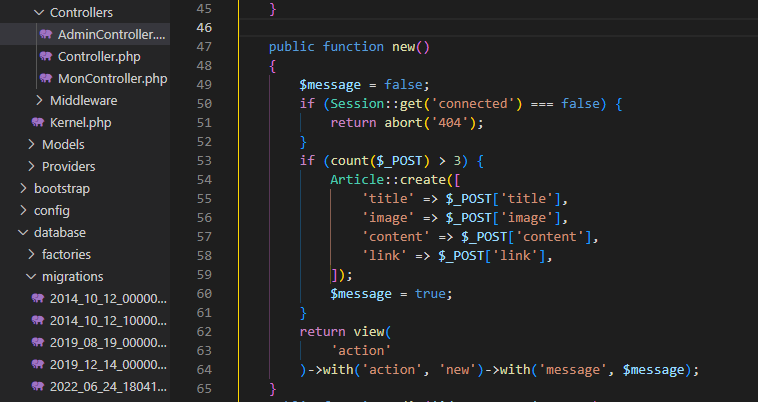 Controllers
AdminController....
Controller.php
MonController.php
Middleware
Kernel.php
Models
Providers
bootstrap
config
database
factories
migrations
2014_10_12_00000...
2014_10_12_10000...
2019_08_19_00000...
2019_12_14_00000...
2022_06_24_18041...
45 }
46
47 public function new()
48 {
49 $message = false;
50 if (Session::get('connected') === false) {
51 return abort('404');
52 }
53 if (count($_POST) > 3) {
54 Article::create([
55 'title' => $_POST['title'],
56 'image' => $_POST['image'],
57 'content' => $_POST['content'],
58 'link' => $_POST['link'],
59 ]);
60 $message = true;
61 }
62 return view(
63 'action'
64 )->with('action', 'new')->with('message', $message);
65 }